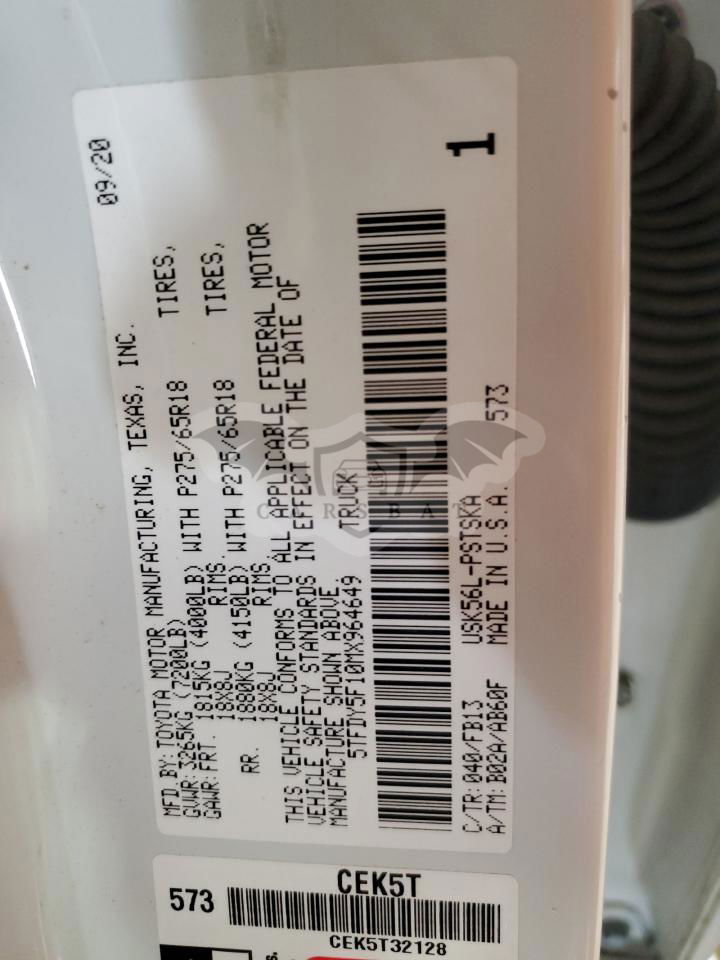 MFD.BY:TOYOTA MOTOR MANUFACTURING, TEXAS, INC. 09/20
GVWR:3265KG (7200LB)
GAWR:FRT. 1815KG (4000LB) WITH P275/65R18 TIRES,
18X8J RIMS.
RR. 1880KG (4150LB) WITH P275/65R18 TIRES,
18X8J RIMS.
THIS VEHICLE CONFORMS TO ALL APPLICABLE FEDERAL MOTOR
VEHICLE SAFETY STANDARDS IN EFFECT ON THE DATE OF
MANUFACTURE SHOWN ABOVE.
5TFDY5F10MX964649 TRUCK
1
C/TR:040/FB13 USK56L-PSTSKA
A/TM:B02A/AB60F MADE IN U.S.A. 573
CARSBAT
573
CEK5T
CEK5T32128